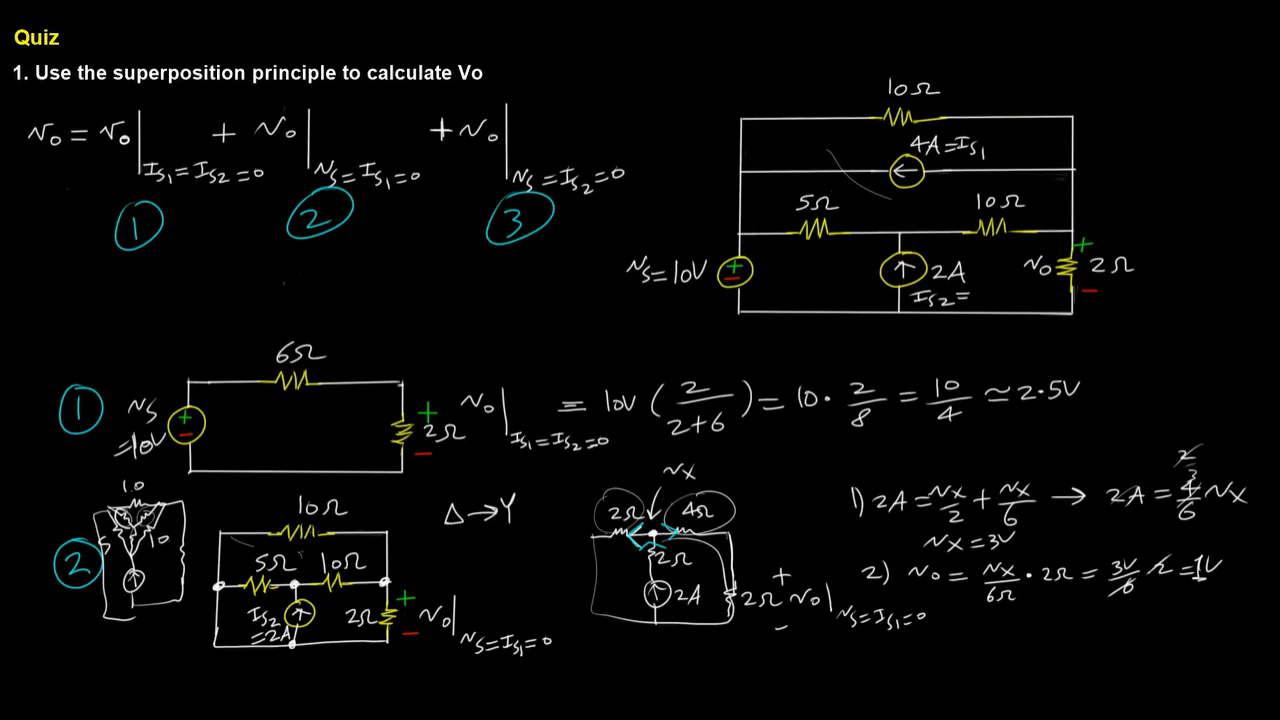 Quiz
1. Use the superposition principle to calculate Vo
Vo = Vo | Is1 = Is2 = 0 + Vo | Vs = Is1 = 0 + Vo | Vs = Is2 = 0
1 2 3
10Ω
4A = Is1
5Ω 10Ω
Vs = 10V + - 2A Is2 = Vo + - 2Ω
1
6Ω
Vs = 10V + - + - 2Ω Vo | Is1 = Is2 = 0 = 10V ( 2 / 2+6 ) = 10 · 2/8 = 10/4 ≃ 2.5V
2
10
5 10
10Ω
5Ω 10Ω
Is2 = 2A 2Ω + - Vo | Vs = Is1 = 0
Δ → Y
Vx
2Ω 4Ω
2Ω
2A
2Ω + - Vo | Vs = Is1 = 0
1) 2A = Vx/2 + Vx/6 → 2A = 4/6 Vx
2
Vx = 3V
2) Vo = Vx/6Ω · 2Ω = 3V/6 · 2 = 1V